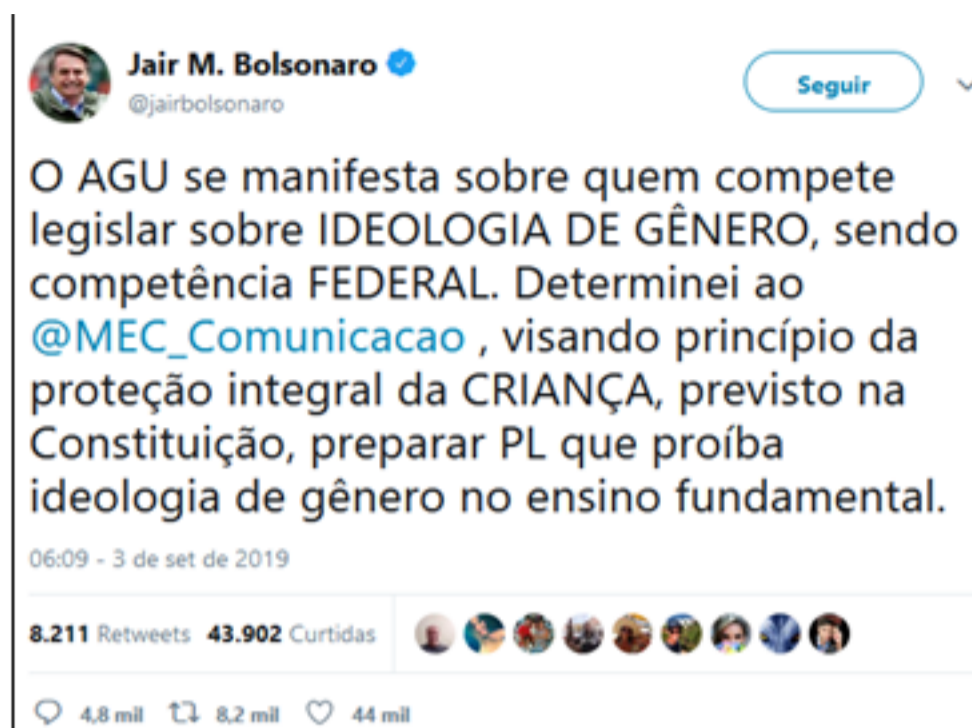 Jair M. Bolsonaro
@jairbolsonaro
Seguir
O AGU se manifesta sobre quem compete
legislar sobre IDEOLOGIA DE GÊNERO, sendo
competência FEDERAL. Determinei ao
@MEC_Comunicacao , visando princípio da
proteção integral da CRIANÇA, previsto na
Constituição, preparar PL que proíba
ideologia de gênero no ensino fundamental.
06:09 - 3 de set de 2019
8.211 Retweets 43.902 Curtidas
4,8 mil 8,2 mil 44 mil